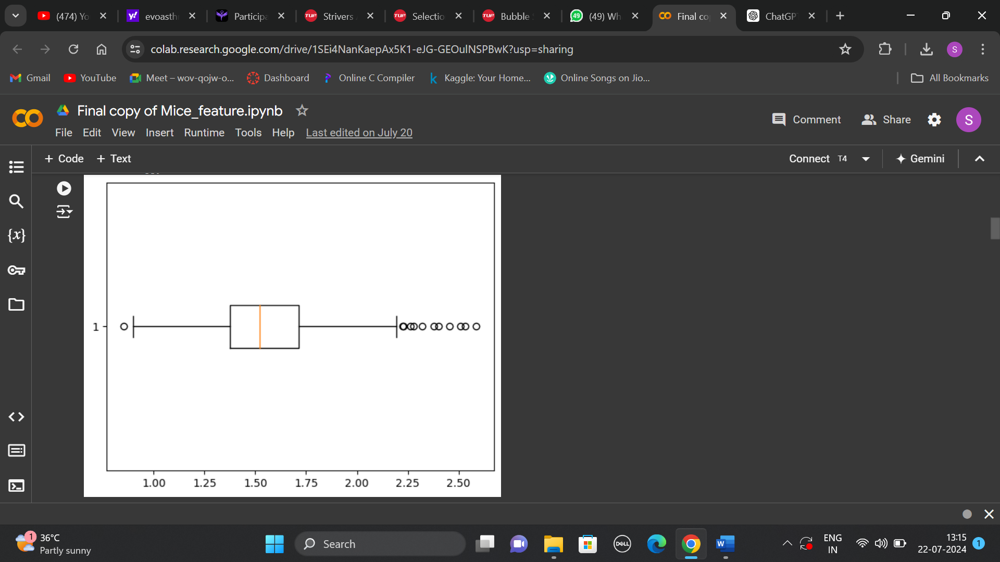 (474) Yo
evoasth
Particip
Strivers
Selectio
Bubble
(49) Wh
Final co
ChatGP
colab.research.google.com/drive/1SEi4NanKaepAx5K1-eJG-GEOulNSPBwK?usp=sharing
S
Gmail
YouTube
Meet – wov-qojw-o...
Dashboard
Online C Compiler
Kaggle: Your Home...
Online Songs on Jio...
All Bookmarks
Final copy of Mice_feature.ipynb
Comment
Share
S
File Edit View Insert Runtime Tools Help Last edited on July 20
+ Code + Text
Connect T4
Gemini
{x}
1
1.00 1.25 1.50 1.75 2.00 2.25 2.50
1
36°C
Partly sunny
Search
DELL
W
ENG
IN
13:15
22-07-2024
1